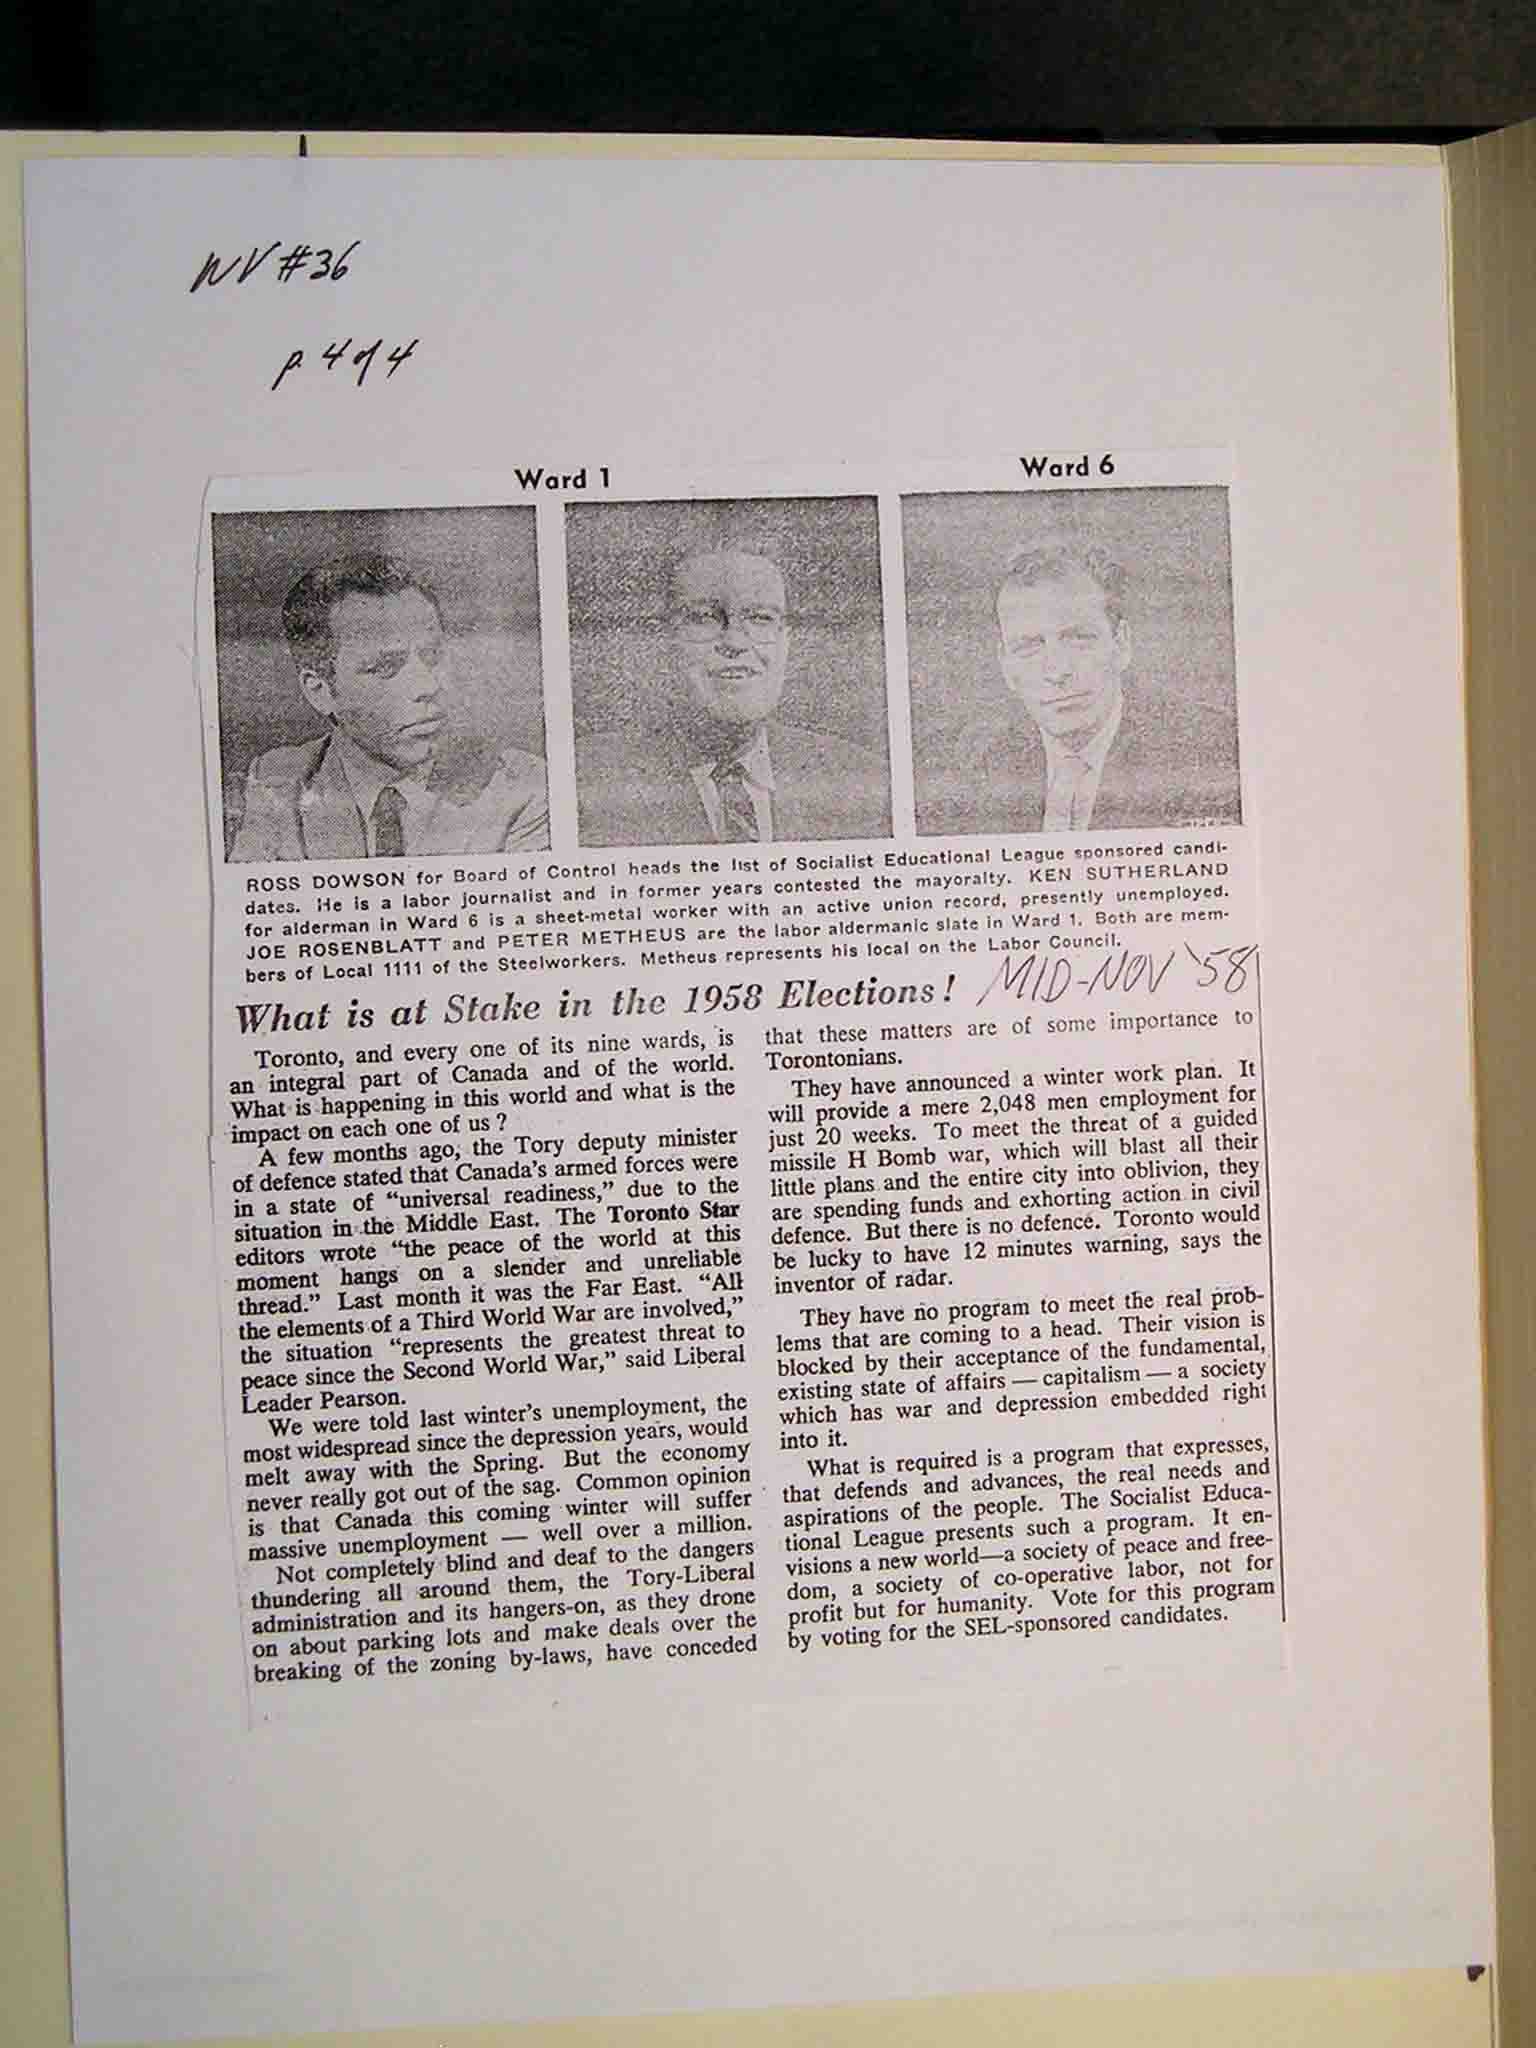 WV #36
p. 4 of 4
Ward 1
Ward 6
ROSS DOWSON for Board of Control heads the list of Socialist Educational League sponsored candi-
dates. He is a labor journalist and in former years contested the mayoralty. KEN SUTHERLAND
for alderman in Ward 6 is a sheet-metal worker with an active union record, presently unemployed.
JOE ROSENBLATT and PETER METHEUS are the labor aldermanic slate in Ward 1. Both are mem-
bers of Local 1111 of the Steelworkers. Metheus represents his local on the Labor Council.
What is at Stake in the 1958 Elections!
MID-NOV '58
Toronto, and every one of its nine wards, is
an integral part of Canada and of the world.
What is happening in this world and what is the
impact on each one of us?
A few months ago, the Tory deputy minister
of defence stated that Canada's armed forces were
in a state of "universal readiness," due to the
situation in the Middle East. The Toronto Star
editors wrote "the peace of the world at this
moment hangs on a slender and unreliable
thread." Last month it was the Far East. "All
the elements of a Third World War are involved,"
the situation "represents the greatest threat to
peace since the Second World War," said Liberal
Leader Pearson.
We were told last winter's unemployment, the
most widespread since the depression years, would
melt away with the Spring. But the economy
never really got out of the sag. Common opinion
is that Canada this coming winter will suffer
massive unemployment — well over a million.
Not completely blind and deaf to the dangers
thundering all around them, the Tory-Liberal
administration and its hangers-on, as they drone
on about parking lots and make deals over the
breaking of the zoning by-laws, have conceded
that these matters are of some importance to
Torontonians.
They have announced a winter work plan. It
will provide a mere 2,048 men employment for
just 20 weeks. To meet the threat of a guided
missile H Bomb war, which will blast all their
little plans and the entire city into oblivion, they
are spending funds and exhorting action in civil
defence. But there is no defence. Toronto would
be lucky to have 12 minutes warning, says the
inventor of radar.
They have no program to meet the real prob-
lems that are coming to a head. Their vision is
blocked by their acceptance of the fundamental,
existing state of affairs — capitalism — a society
which has war and depression embedded right
into it.
What is required is a program that expresses,
that defends and advances, the real needs and
aspirations of the people. The Socialist Educa-
tional League presents such a program. It en-
visions a new world—a society of peace and free-
dom, a society of co-operative labor, not for
profit but for humanity. Vote for this program
by voting for the SEL-sponsored candidates.